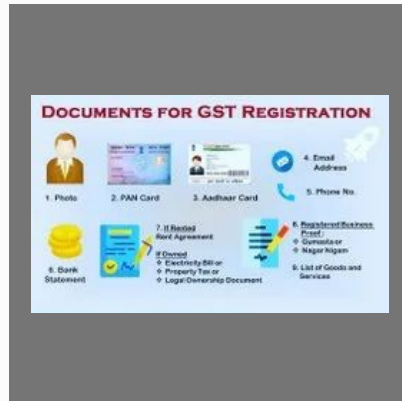 DOCUMENTS FOR GST REGISTRATION
1. Photo
2. PAN Card
3. Aadhaar Card
4. Email
Address
5. Phone No.
6. Bank
Statement
7. If Rented
Rent Agreement
If Owned
❖ Electricity Bill or
❖ Property Tax or
❖ Legal Ownership Document
8. Registered Business
Proof:
❖ Gumasta or
❖ Nagar Nigam
9. List of Goods and
Services